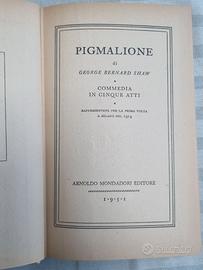 PIGMALIONE
di
GEORGE BERNARD SHAW
COMMEDIA
IN CINQUE ATTI
RAPPRESENTATA PER LA PRIMA VOLTA
A MILANO NEL 1914
ARNOLDO MONDADORI EDITORE
1·9·5·1
subito